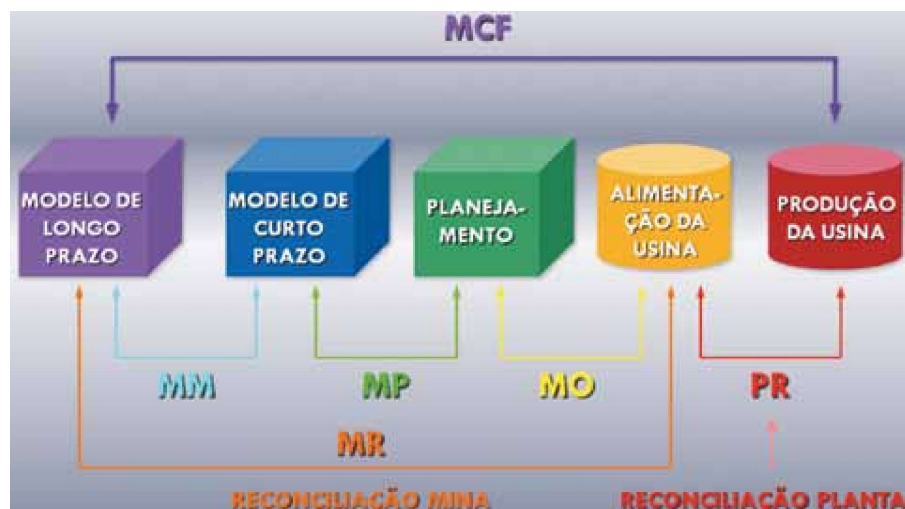 MCF
MODELO DE
LONGO
PRAZO
MODELO DE
CURTO
PRAZO
PLANEJA-
MENTO
ALIMENTA-
ÇÃO DA
USINA
PRODUÇÃO
DA USINA
MM
MP
MO
PR
MR
RECONCILIAÇÃO MINA
RECONCILIAÇÃO PLANTA